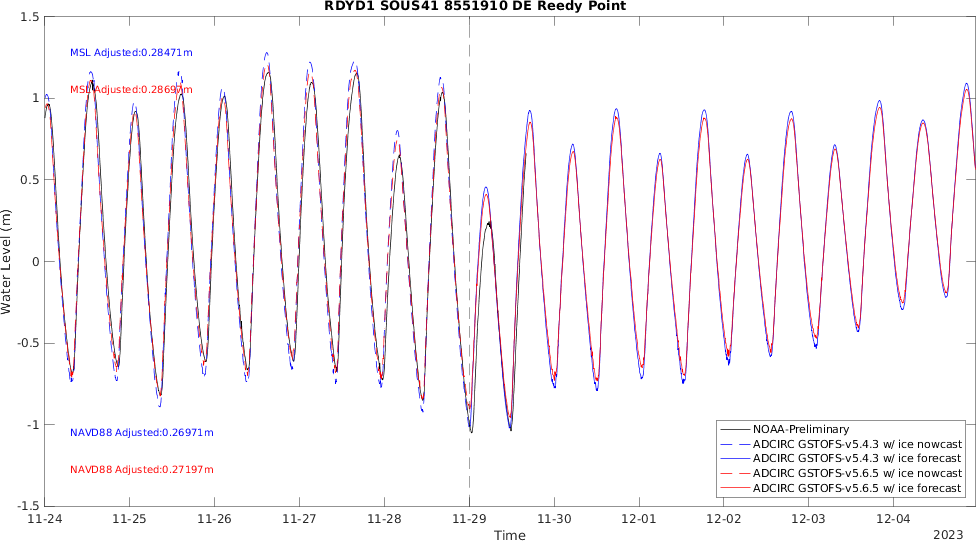 RDYD1 SOUS41 8551910 DE Reedy Point
1.5
MSL Adjusted:0.28471m
MSL Adjusted:0.28697m
1
0.5
Water Level (m)
0
-0.5
-1
NAVD88 Adjusted:0.26971m
NAVD88 Adjusted:0.27197m
NOAA-Preliminary
ADCIRC GSTOFS-v5.4.3 w/ ice nowcast
ADCIRC GSTOFS-v5.4.3 w/ ice forecast
ADCIRC GSTOFS-v5.6.5 w/ ice nowcast
ADCIRC GSTOFS-v5.6.5 w/ ice forecast
-1.5
11-24 11-25 11-26 11-27 11-28 11-29 11-30 12-01 12-02 12-03 12-04
Time
2023